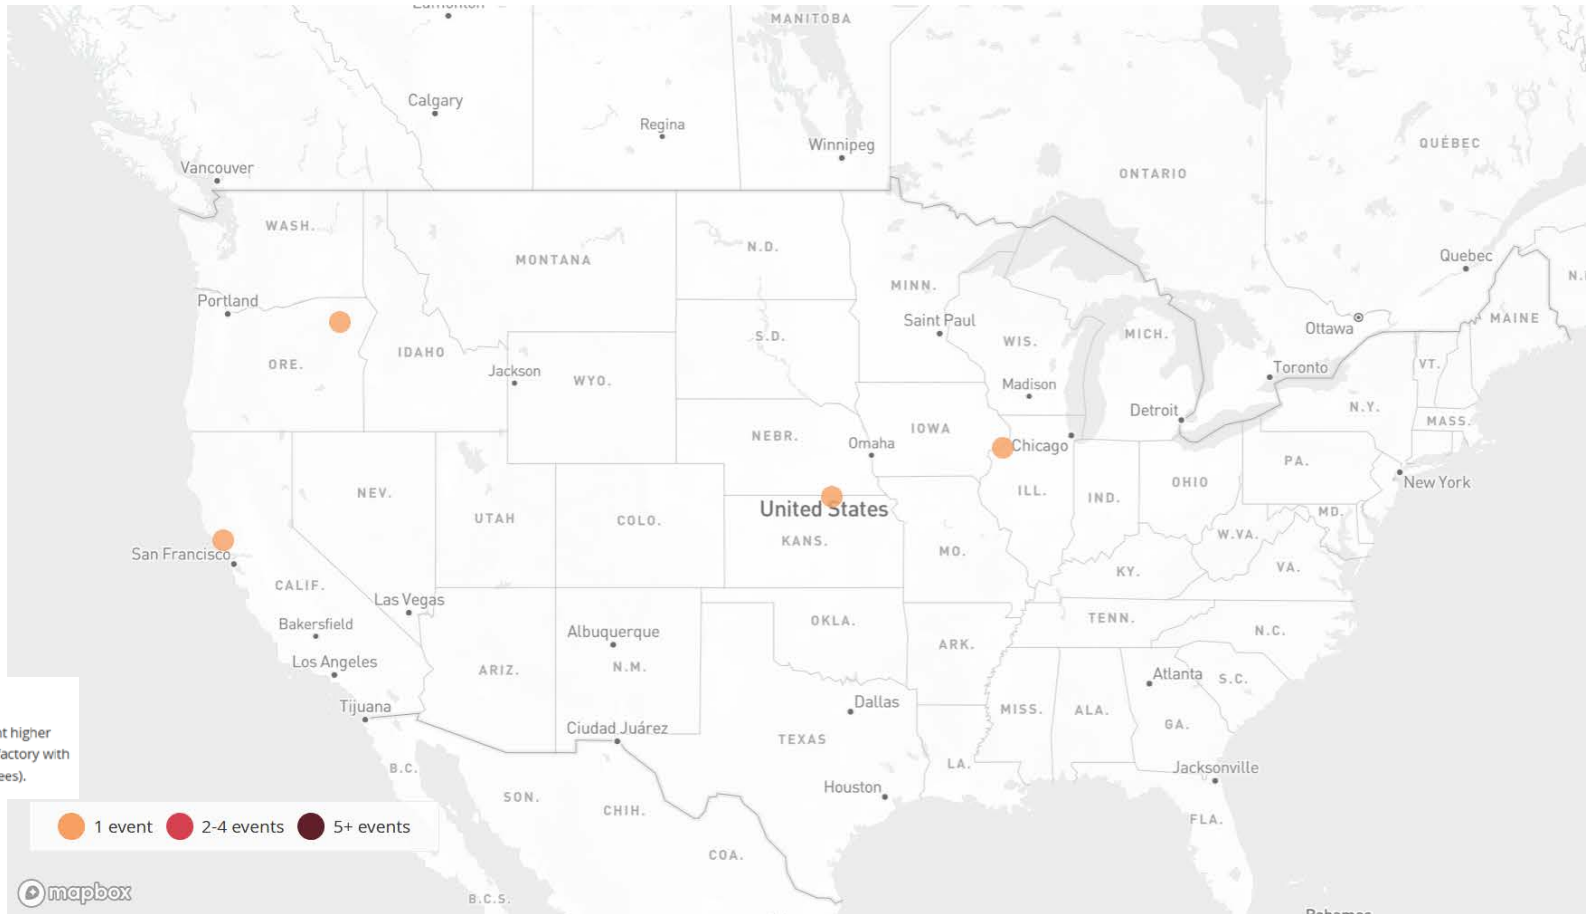 Edmonton
MANITOBA
Calgary
Regina
Winnipeg
QUÉBEC
Vancouver
ONTARIO
WASH.
MONTANA
N.D.
Quebec
MINN.
Portland
Saint Paul
Ottawa
MAINE
S.D.
WIS.
MICH.
IDAHO
ORE.
Jackson
WYO.
Toronto
VT.
Madison
Detroit
N.Y.
MASS.
NEBR.
Omaha
IOWA
Chicago
PA.
NEV.
ILL.
IND.
OHIO
New York
UTAH
COLO.
United States
MD.
KANS.
W.VA.
San Francisco
MO.
VA.
CALIF.
KY.
Las Vegas
Bakersfield
Albuquerque
OKLA.
TENN.
N.C.
ARK.
Los Angeles
ARIZ.
N.M.
Atlanta
S.C.
Tijuana
Dallas
MISS.
ALA.
GA.
Ciudad Juárez
TEXAS
nt higher
factory with
ees).
B.C.
LA.
Jacksonville
SON.
CHIH.
Houston
FLA.
1 event 2-4 events 5+ events
COA.
mapbox
B.C.S.
Bahamas